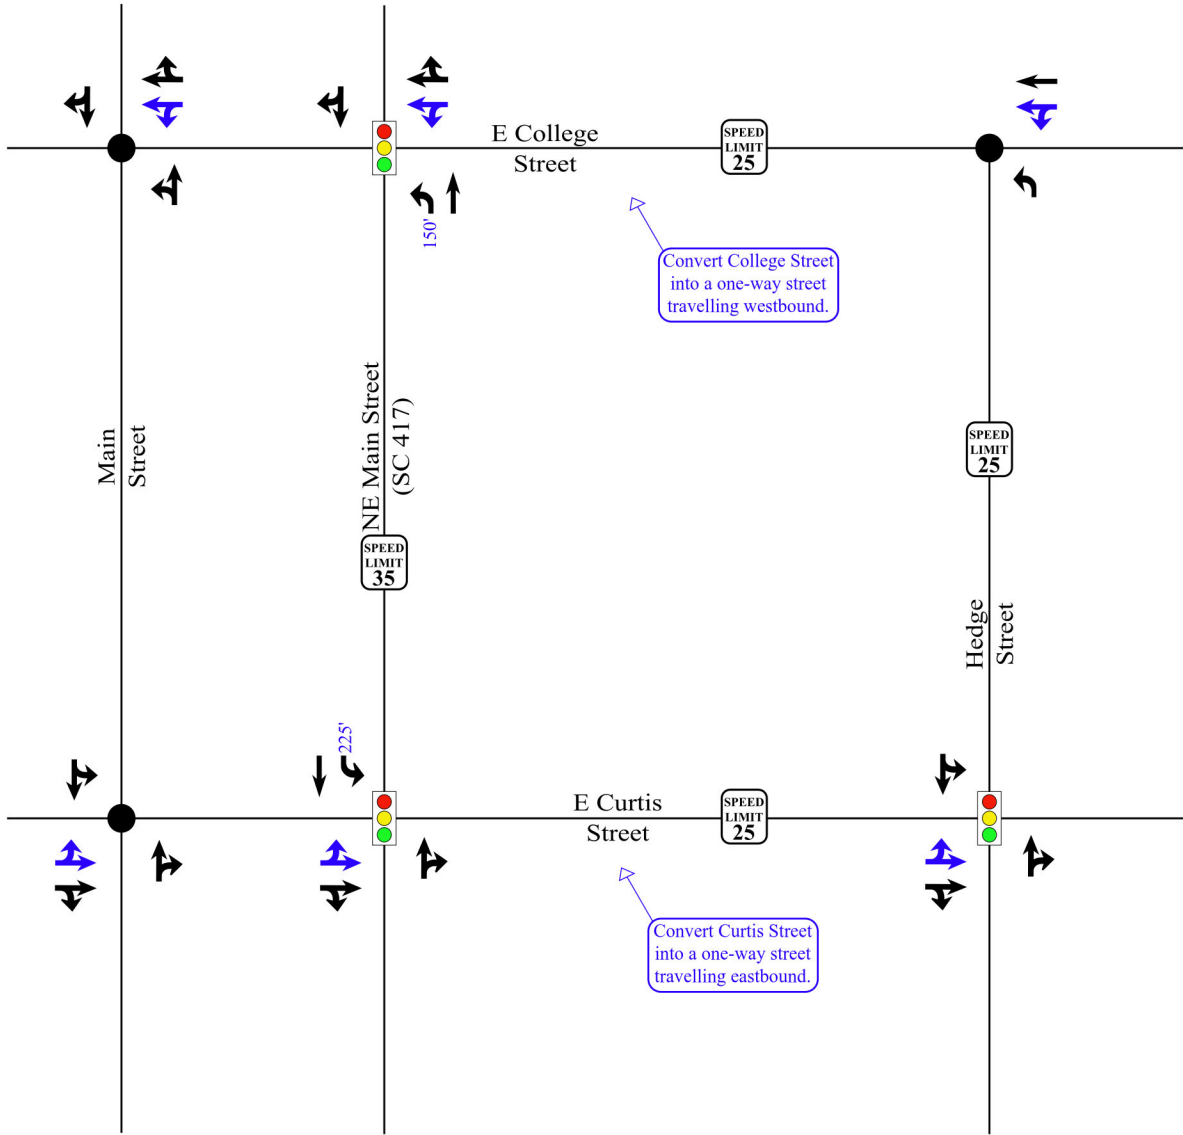 E College
Street
SPEED
LIMIT
25
150'
Convert College Street
into a one-way street
travelling westbound.
Main
Street
NE Main Street
(SC 417)
SPEED
LIMIT
25
SPEED
LIMIT
35
Hedge
Street
225'
E Curtis
Street
SPEED
LIMIT
25
Convert Curtis Street
into a one-way street
travelling eastbound.